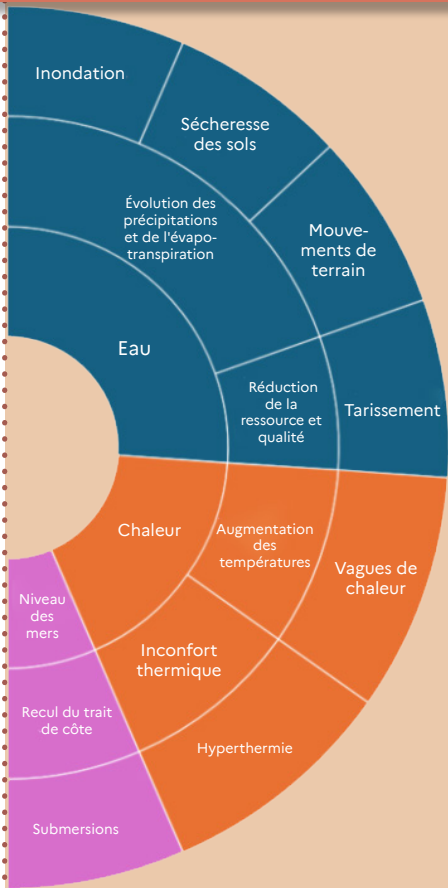 Inondation
Sécheresse
des sols
Évolution des
précipitations
et de l'évapo-
transpiration
Mouve-
ments de
terrain
Eau
Réduction
de la
ressource et
qualité
Tarissement
Chaleur
Augmentation
des
températures
Vagues de
chaleur
Inconfort
thermique
Hyperthermie
Niveau
des
mers
Recul du trait
de côte
Submersions